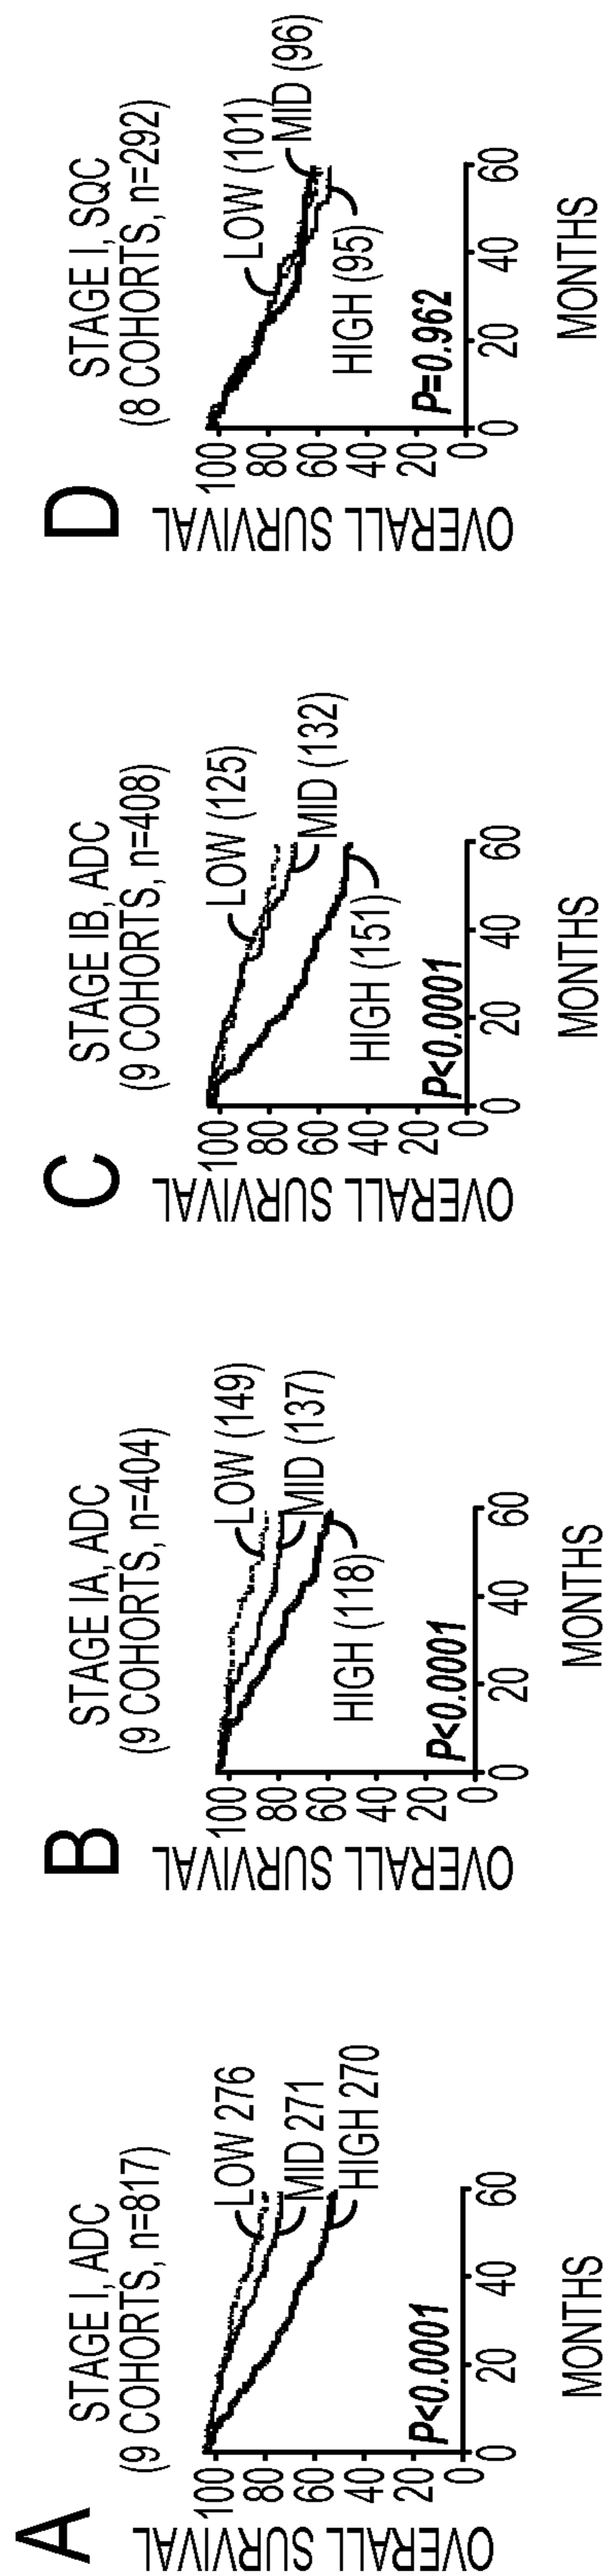 A
STAGE I, ADC
(9 COHORTS, n=817)
OVERALL SURVIVAL
100
80
60
40
20
0
LOW 276
MID 271
HIGH 270
P<0.0001
0 20 40 60
MONTHS
B
STAGE IA, ADC
(9 COHORTS, n=404)
OVERALL SURVIVAL
100
80
60
40
20
0
LOW (149)
MID (137)
HIGH (118)
P<0.0001
0 20 40 60
MONTHS
C
STAGE IB, ADC
(9 COHORTS, n=408)
OVERALL SURVIVAL
100
80
60
40
20
0
LOW (125)
MID (132)
HIGH (151)
P<0.0001
0 20 40 60
MONTHS
D
STAGE I, SQC
(8 COHORTS, n=292)
OVERALL SURVIVAL
100
80
60
40
20
0
LOW (101)
MID (96)
HIGH (95)
P=0.962
0 20 40 60
MONTHS